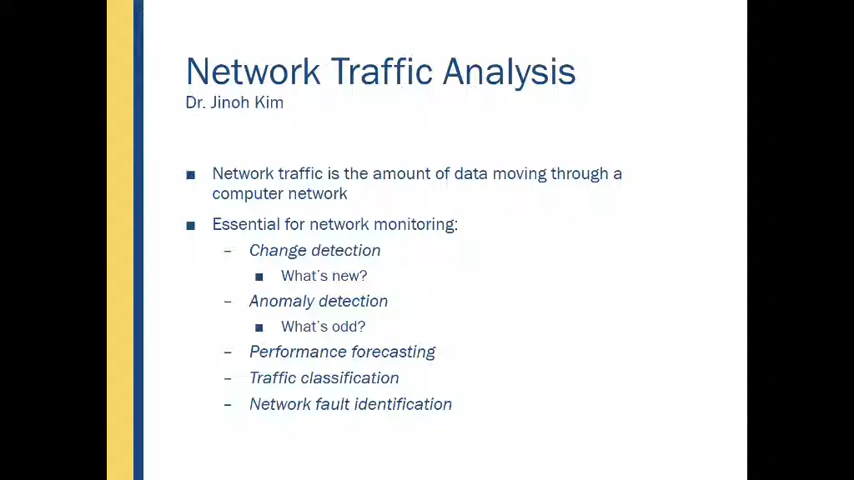 Network Traffic Analysis
Dr. Jinoh Kim
■ Network traffic is the amount of data moving through a
computer network
■ Essential for network monitoring:
– Change detection
■ What's new?
– Anomaly detection
■ What's odd?
– Performance forecasting
– Traffic classification
– Network fault identification